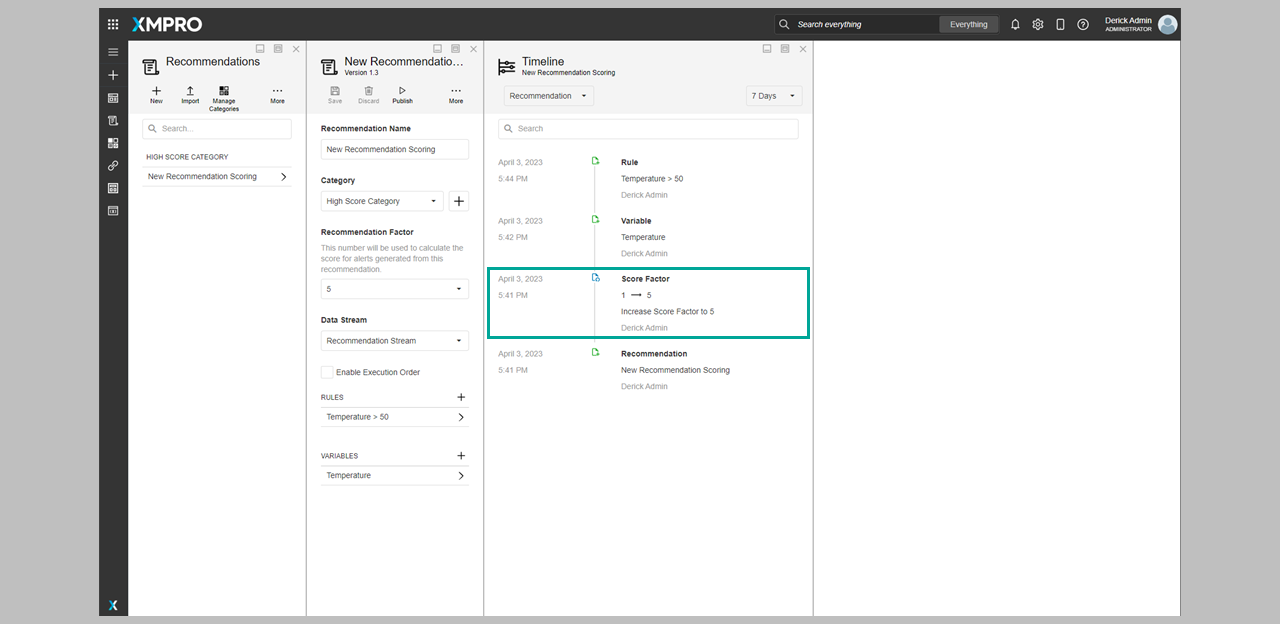 XMPRO
Search everything
Everything
Derick Admin
ADMINISTRATOR
Recommendations
New
Import
Manage
Categories
More
Search...
HIGH SCORE CATEGORY
New Recommendation Scoring
New Recommendatio...
Version 1.3
Save
Discard
Publish
More
Recommendation Name
New Recommendation Scoring
Category
High Score Category
Recommendation Factor
This number will be used to calculate the
score for alerts generated from this
recommendation.
5
Data Stream
Recommendation Stream
Enable Execution Order
RULES
Temperature > 50
VARIABLES
Temperature
Timeline
New Recommendation Scoring
Recommendation
7 Days
Search
April 3, 2023
Rule
5:44 PM
Temperature > 50
Derick Admin
April 3, 2023
Variable
5:42 PM
Temperature
Derick Admin
April 3, 2023
Score Factor
5:41 PM
1 ⟶ 5
Increase Score Factor to 5
Derick Admin
April 3, 2023
Recommendation
5:41 PM
New Recommendation Scoring
Derick Admin